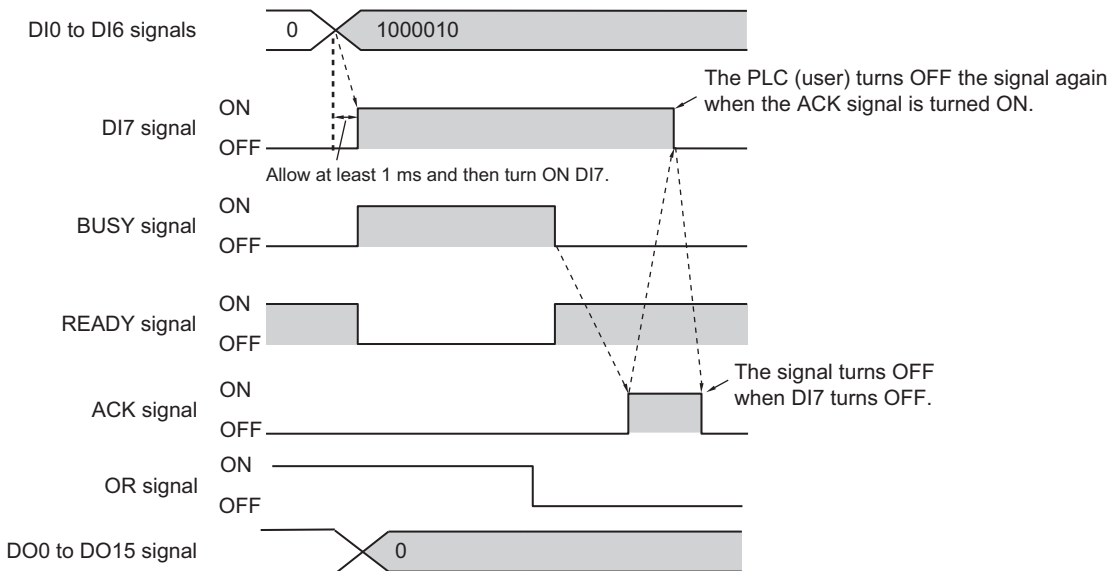 DI0 to DI6 signals
0
1000010
The PLC (user) turns OFF the signal again
when the ACK signal is turned ON.
ON
DI7 signal
OFF
Allow at least 1 ms and then turn ON DI7.
ON
BUSY signal
OFF
ON
READY signal
OFF
The signal turns OFF
when DI7 turns OFF.
ON
ACK signal
OFF
ON
OR signal
OFF
DO0 to DO15 signal
0